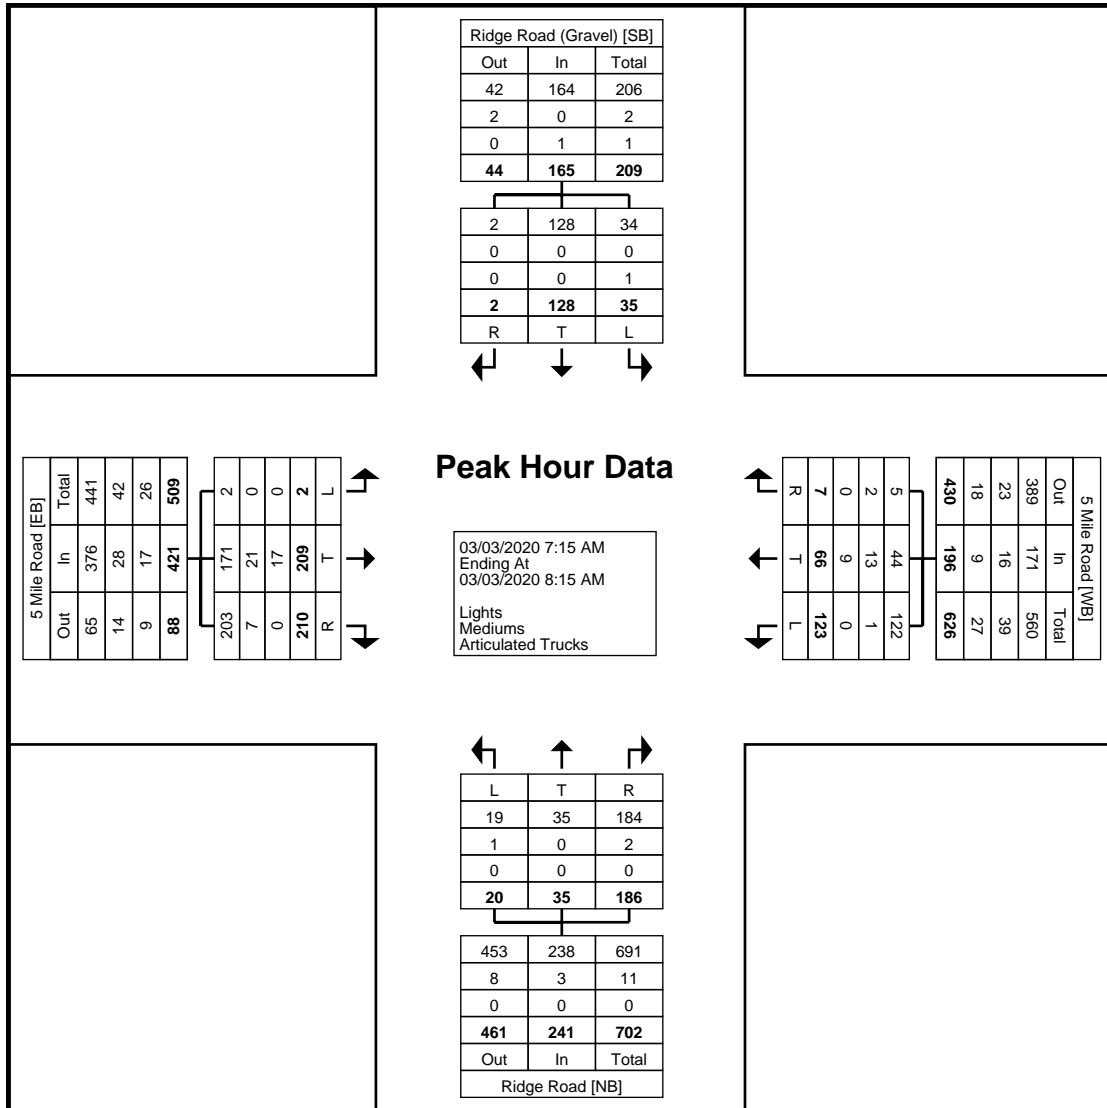 Ridge Road (Gravel) [SB]
Out In Total
42 164 206
2 0 2
0 1 1
44 165 209
2 128 34
0 0 0
0 0 1
2 128 35
R T L
5 Mile Road [EB]
Total In Out
441 376 65
42 28 14
26 17 9
509 421 88
2 171 203
0 21 7
0 17 0
2 209 210
L T R
Peak Hour Data
03/03/2020 7:15 AM
Ending At
03/03/2020 8:15 AM
Lights
Mediums
Articulated Trucks
R T L
7 66 123
0 9 0
2 13 1
5 44 122
430 196 626
18 9 27
23 16 39
389 171 560
Out In Total
5 Mile Road [WB]
L T R
19 35 184
1 0 2
0 0 0
20 35 186
453 238 691
8 3 11
0 0 0
461 241 702
Out In Total
Ridge Road [NB]